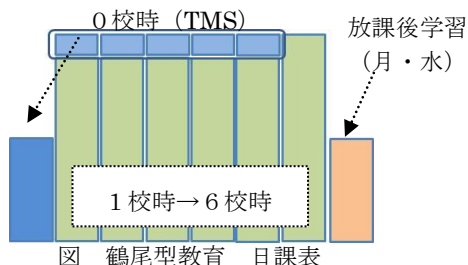 ０校時（TMS）
放課後学習
（月・水）
１校時→６校時
図　鶴尾型教育　日課表